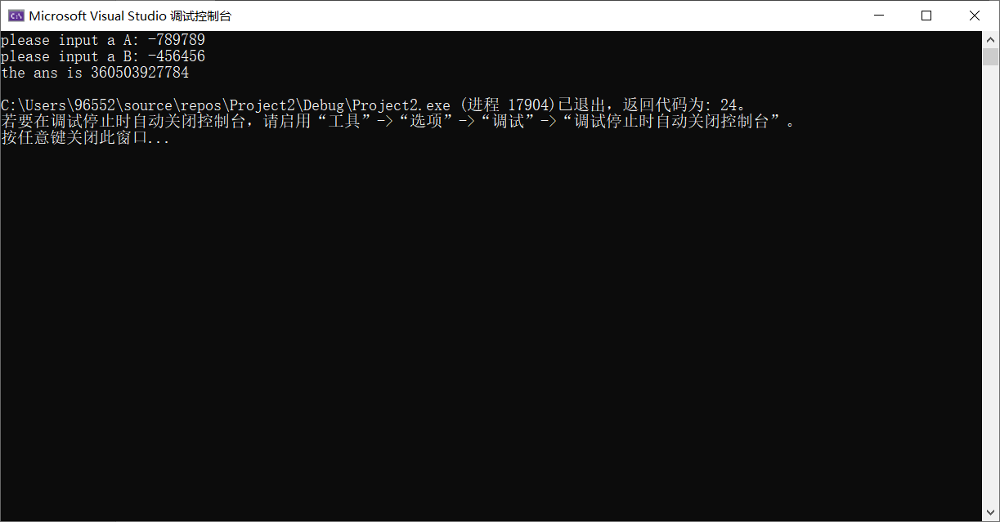 Microsoft Visual Studio 调试控制台
please input a A: -789789
please input a B: -456456
the ans is 360503927784
C:\Users\96552\source\repos\Project2\Debug\Project2.exe (进程 17904)已退出，返回代码为: 24。
若要在调试停止时自动关闭控制台，请启用“工具”->“选项”->“调试”->“调试停止时自动关闭控制台”。
按任意键关闭此窗口...